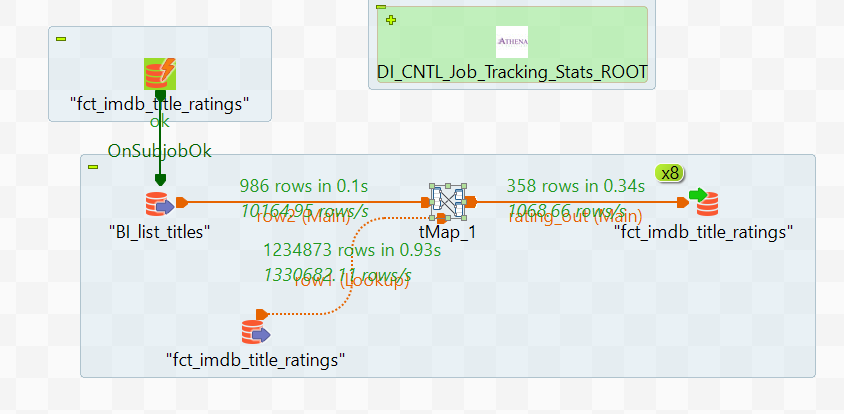 ATHENA
DI_CNTL_Job_Tracking_Stats_ROOT
"fct_imdb_title_ratings"
ok
OnSubjobOk
x8
986 rows in 0.1s
10164.95 rows/s
row2 (Main)
358 rows in 0.34s
1068.66 rows/s
rating_out (Main)
"BI_list_titles"
tMap_1
"fct_imdb_title_ratings"
1234873 rows in 0.93s
1330682.11 rows/s
row1 (Lookup)
"fct_imdb_title_ratings"